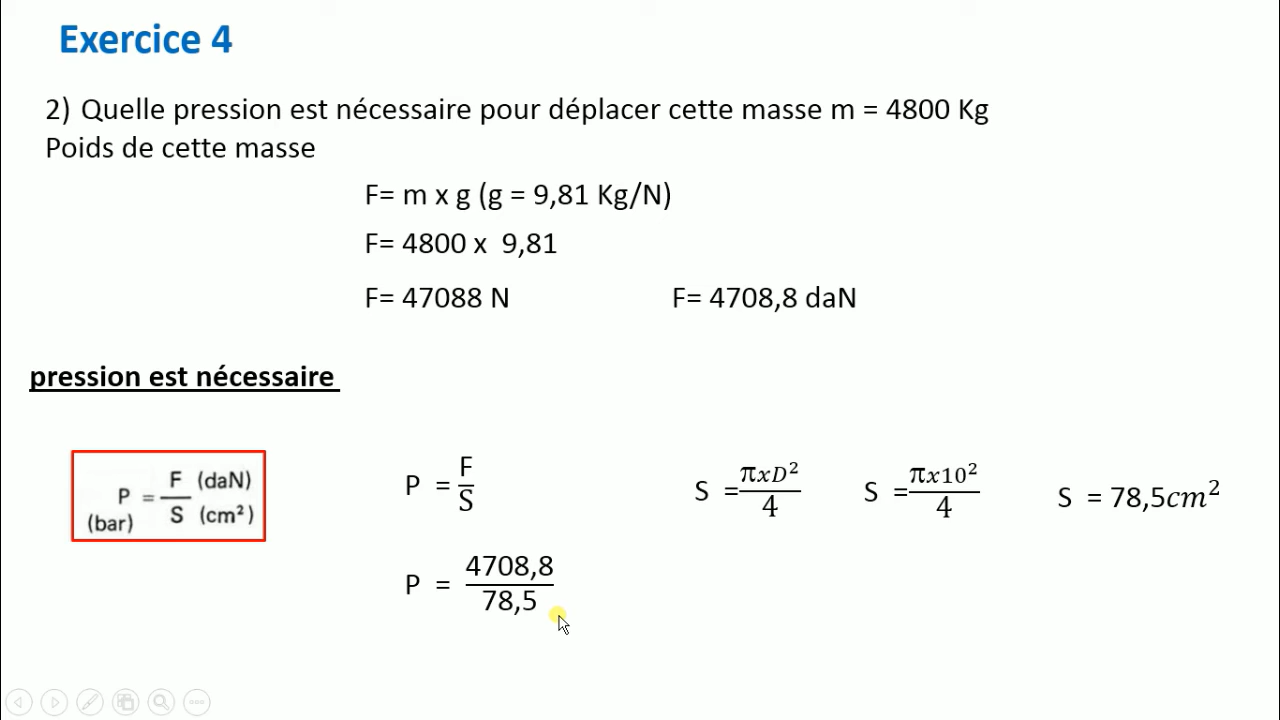 Exercice 4
2) Quelle pression est nécessaire pour déplacer cette masse m = 4800 Kg
Poids de cette masse
F= m x g (g = 9,81 Kg/N)
F= 4800 x 9,81
F= 47088 N F= 4708,8 daN
pression est nécessaire
P (bar) = F (daN) / S (cm²)
P = F/S S = πxD²/4 S = πx10²/4 S = 78,5cm²
P = 4708,8/78,5